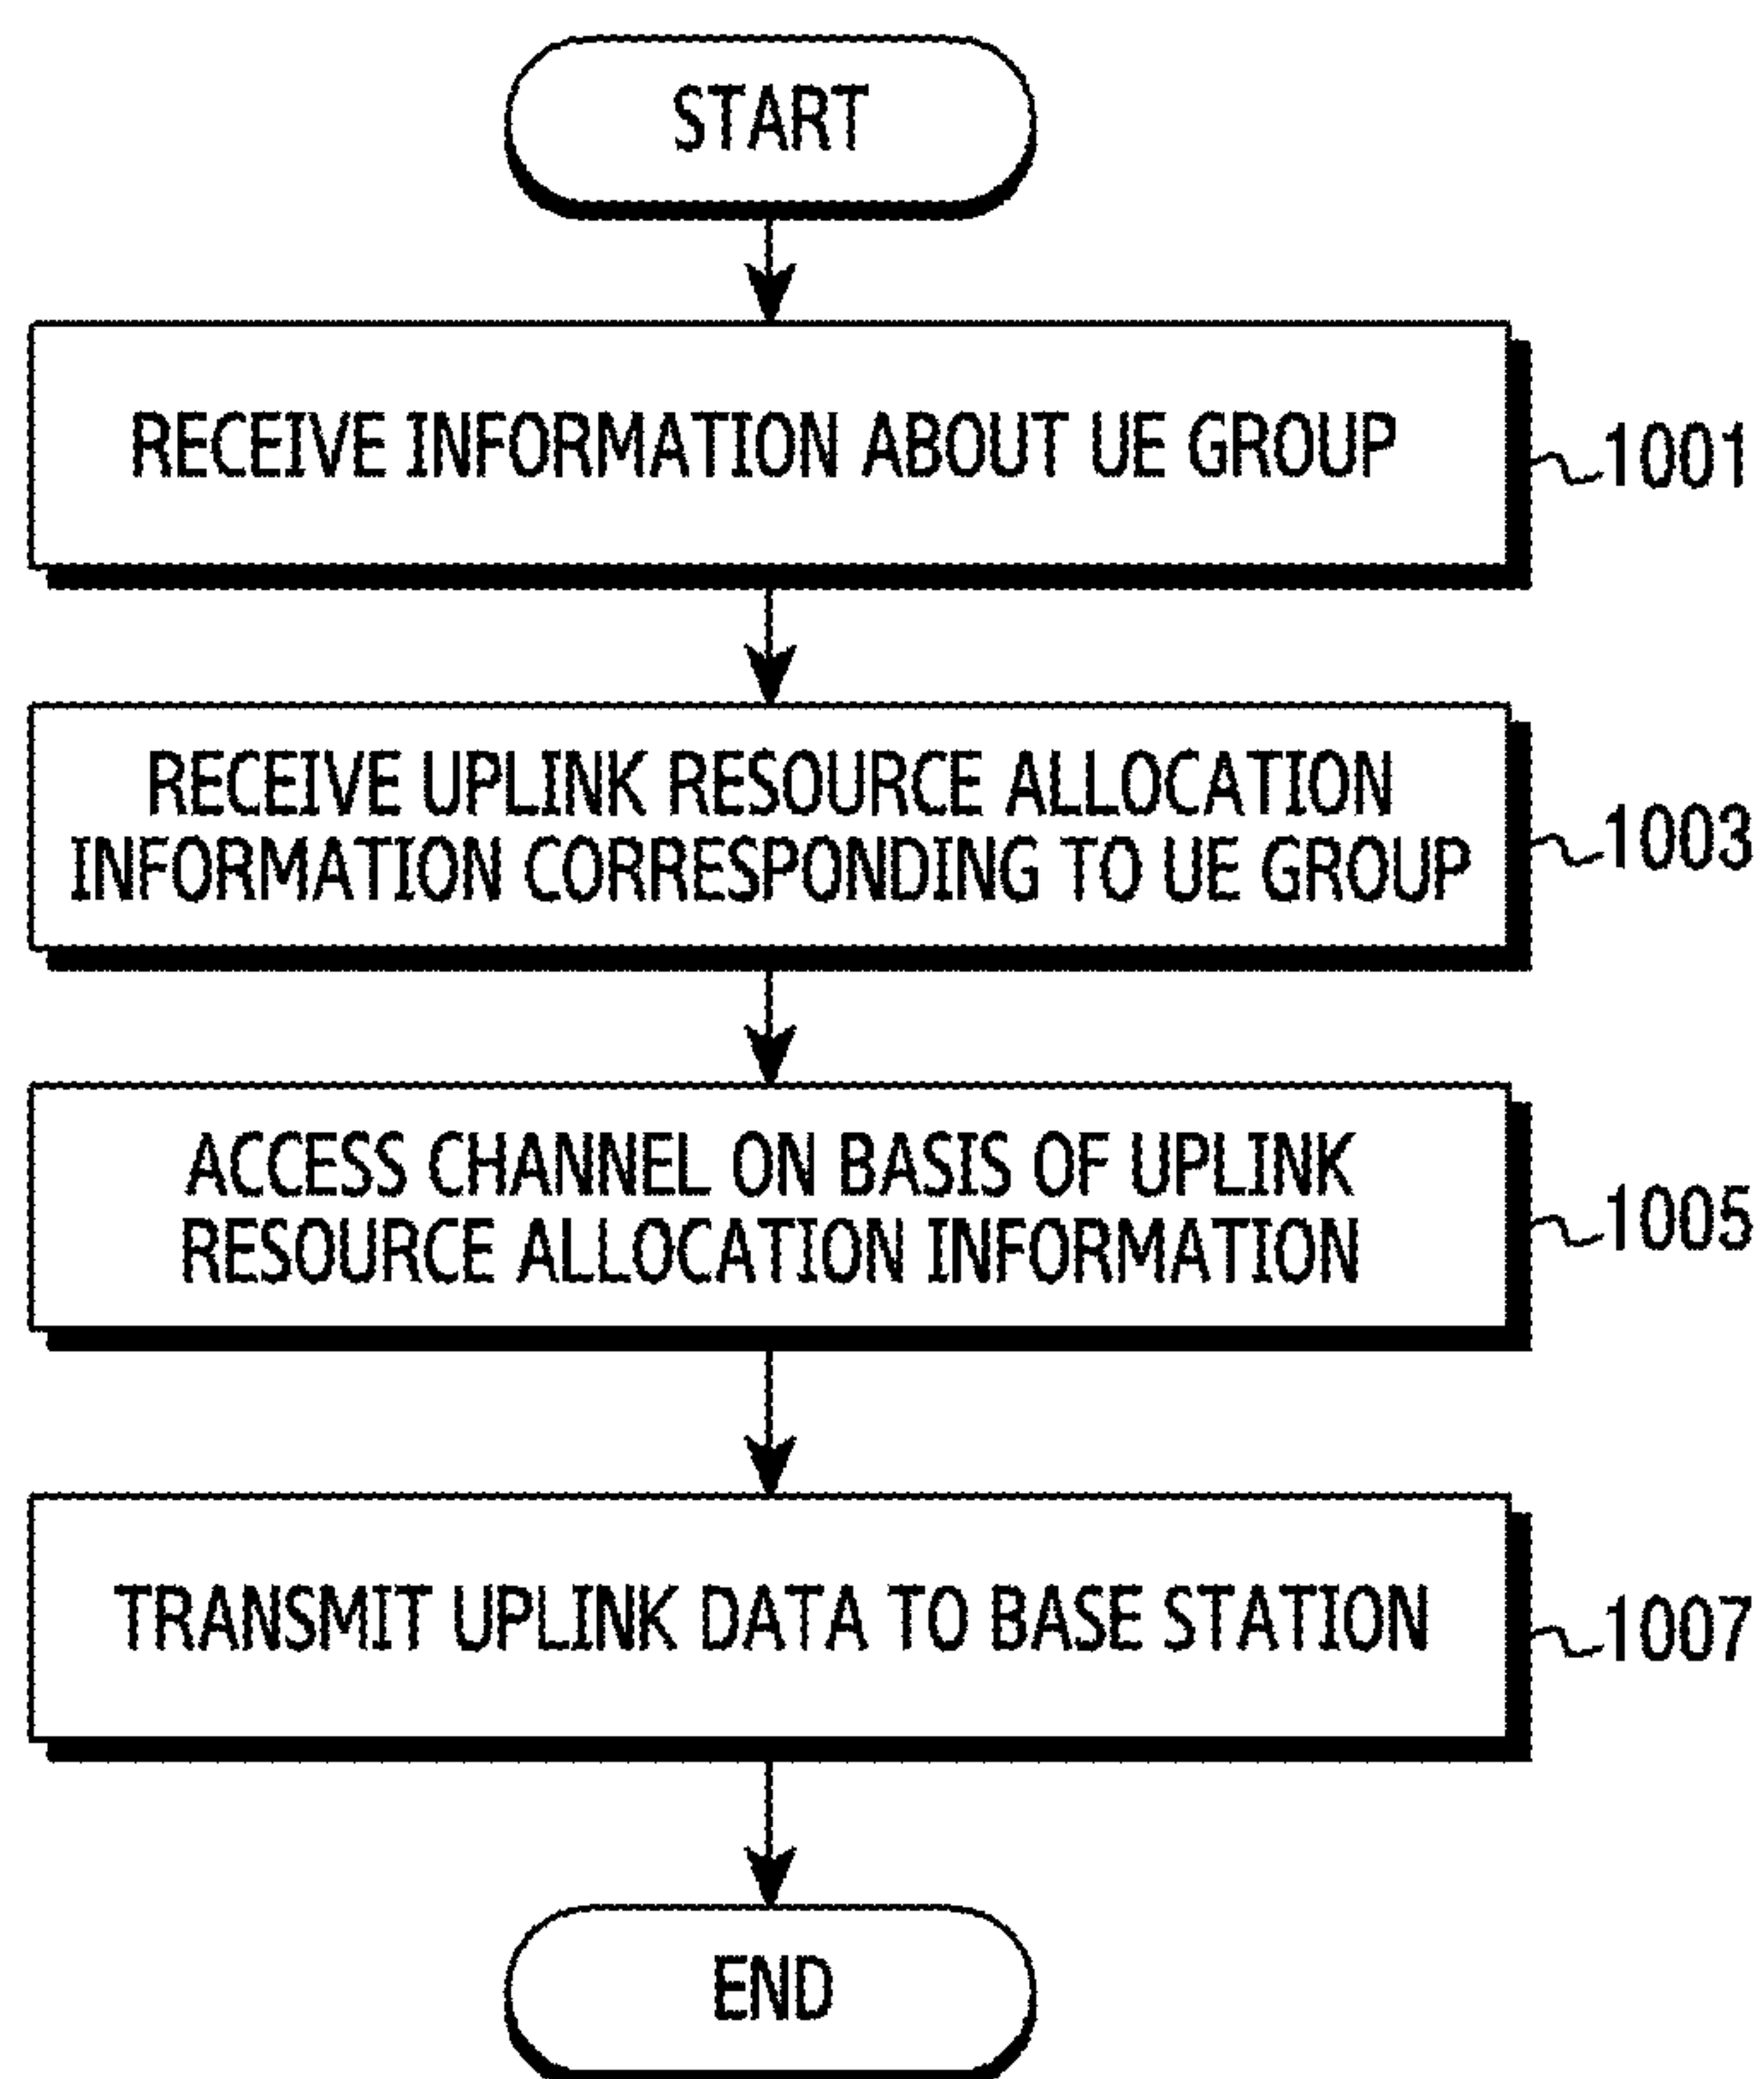 START
RECEIVE INFORMATION ABOUT UE GROUP
1001
RECEIVE UPLINK RESOURCE ALLOCATION
INFORMATION CORRESPONDING TO UE GROUP
1003
ACCESS CHANNEL ON BASIS OF UPLINK
RESOURCE ALLOCATION INFORMATION
1005
TRANSMIT UPLINK DATA TO BASE STATION
1007
END